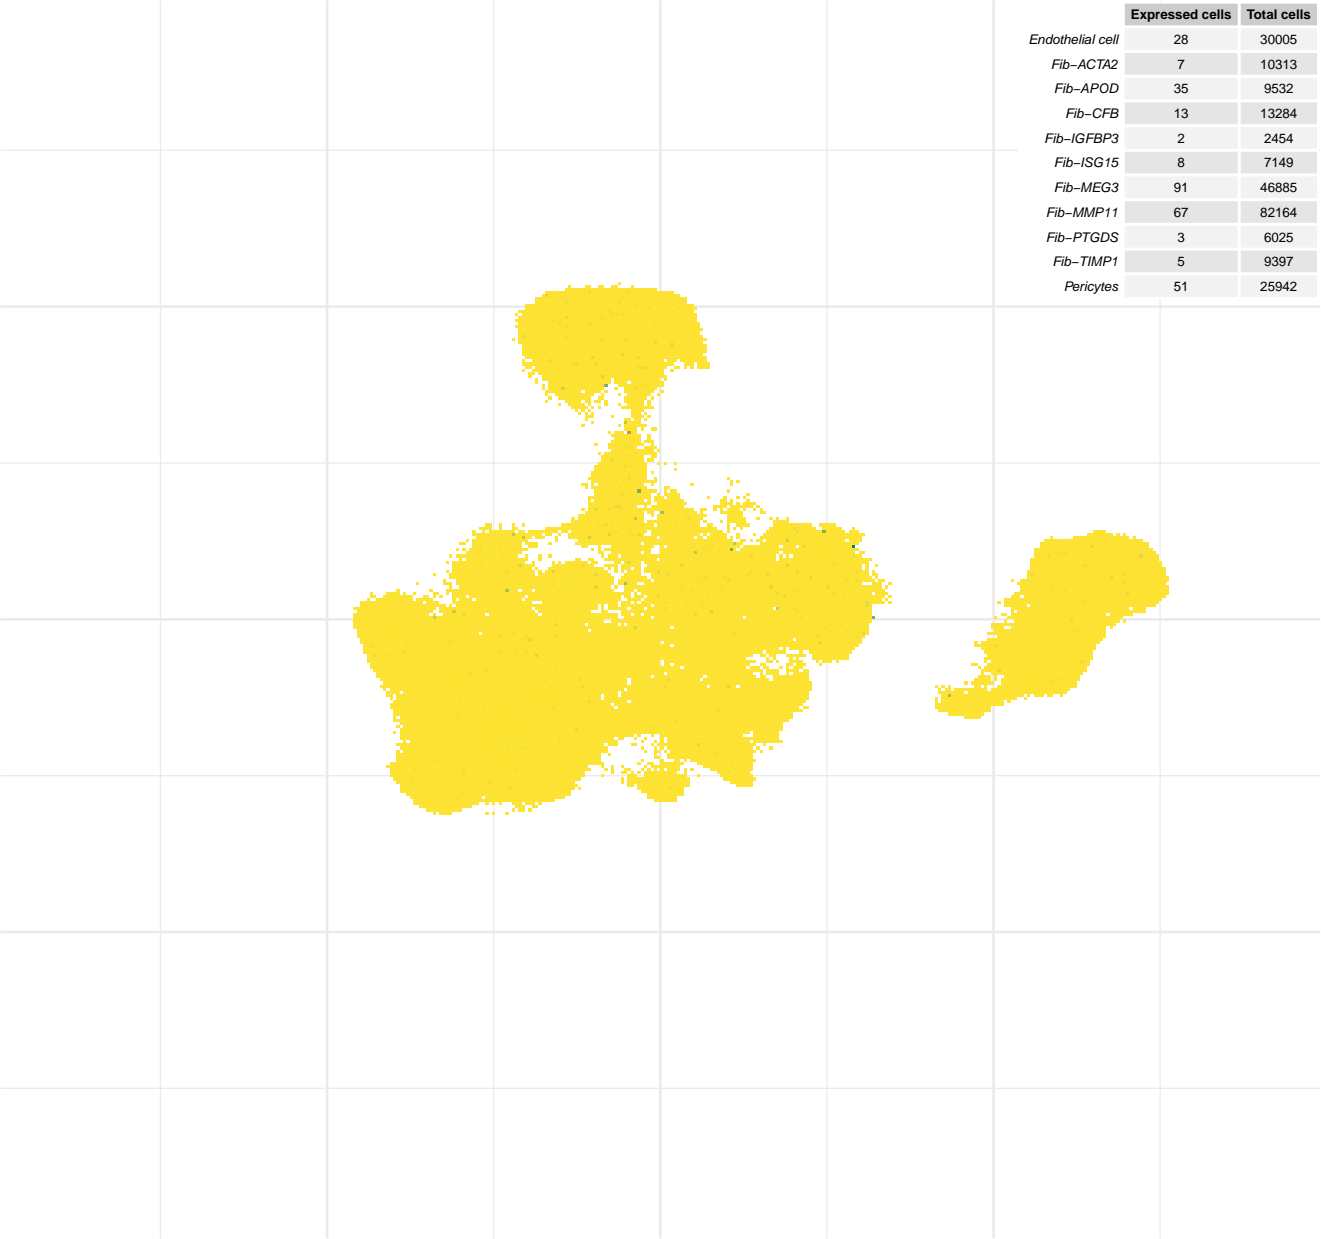 Expressed cells Total cells
Endothelial cell 28 30005
Fib−ACTA2 7 10313
Fib−APOD 35 9532
Fib−CFB 13 13284
Fib−IGFBP3 2 2454
Fib−ISG15 8 7149
Fib−MEG3 91 46885
Fib−MMP11 67 82164
Fib−PTGDS 3 6025
Fib−TIMP1 5 9397
Pericytes 51 25942